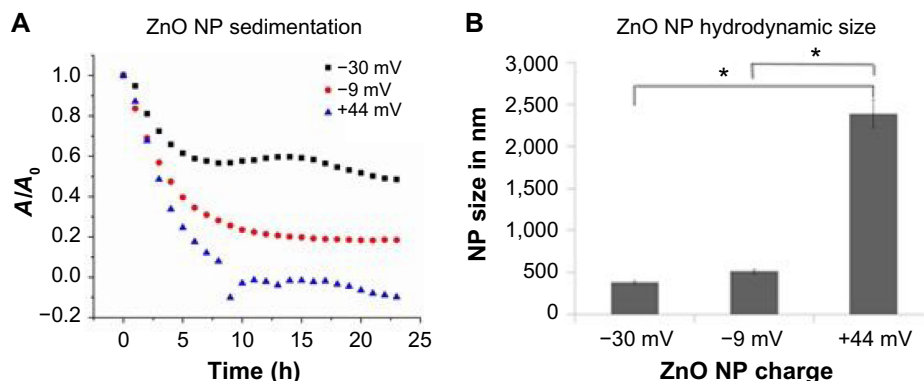 A
ZnO NP sedimentation
−30 mV
−9 mV
+44 mV
A/A0
1.0
0.8
0.6
0.4
0.2
0.0
−0.2
0 5 10 15 20 25
Time (h)
B
ZnO NP hydrodynamic size
* *
NP size in nm
3,000
2,500
1,500
1,000
500
0
−30 mV −9 mV +44 mV
ZnO NP charge